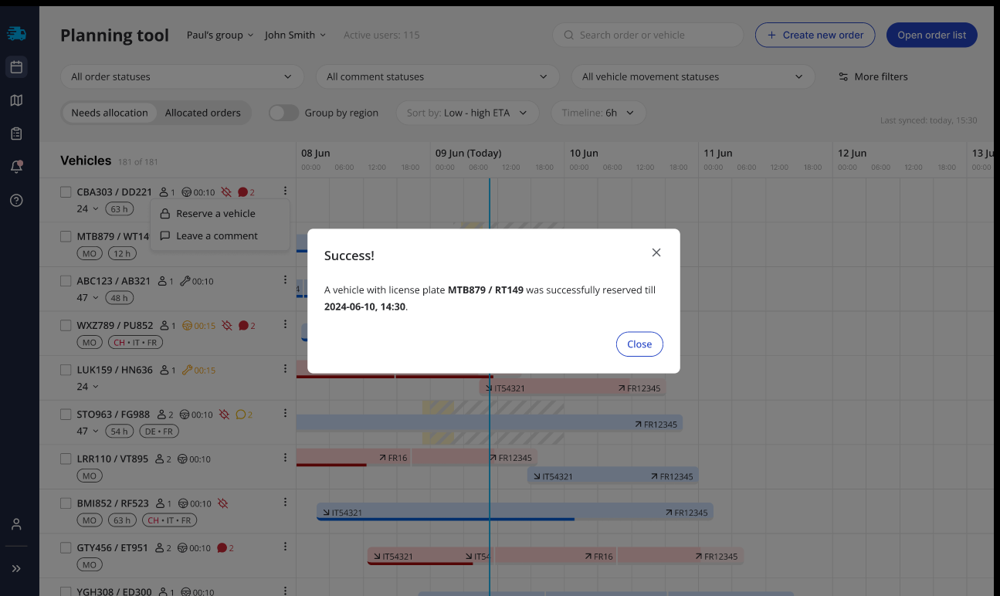 Planning tool
Paul's group
John Smith
Active users: 115
Search order or vehicle
+ Create new order
Open order list
All order statuses
All comment statuses
All vehicle movement statuses
More filters
Needs allocation
Allocated orders
Group by region
Sort by: Low - high ETA
Timeline: 6h
Last synced: today, 15:30
Vehicles 181 of 181
08 Jun
09 Jun (Today)
10 Jun
11 Jun
12 Jun
00:00 06:00 12:00 18:00 00:00 06:00 12:00 18:00 00:00 06:00 12:00 18:00 00:00 06:00 12:00 18:00 00:00 06:00 12:00 18:00 00:00
CBA303 / DD221 1 00:10 2
24 63 h
Reserve a vehicle
Leave a comment
MTB879 / WT14
MO 12 h
ABC123 / AB321 1 00:10
47 48 h
WXZ789 / PU852 1 00:15 2
MO CH • IT • FR
LUK159 / HN636 1 00:15
24
IT54321 FR12345
STO963 / FG988 2 00:10 2
47 54 h DE • FR
FR12345
LRR110 / VT895 2 00:10
MO
FR16 FR12345
IT54321 FR12345
BMI852 / RF523 1 00:10
MO 63 h CH • IT • FR
IT54321 FR12345
GTY456 / ET951 2 00:10 2
MO
IT54321 IT54 FR16 FR12345
YGH308 / ED300 1 00:10
Success!
A vehicle with license plate MTB879 / RT149 was successfully reserved till
2024-06-10, 14:30.
Close